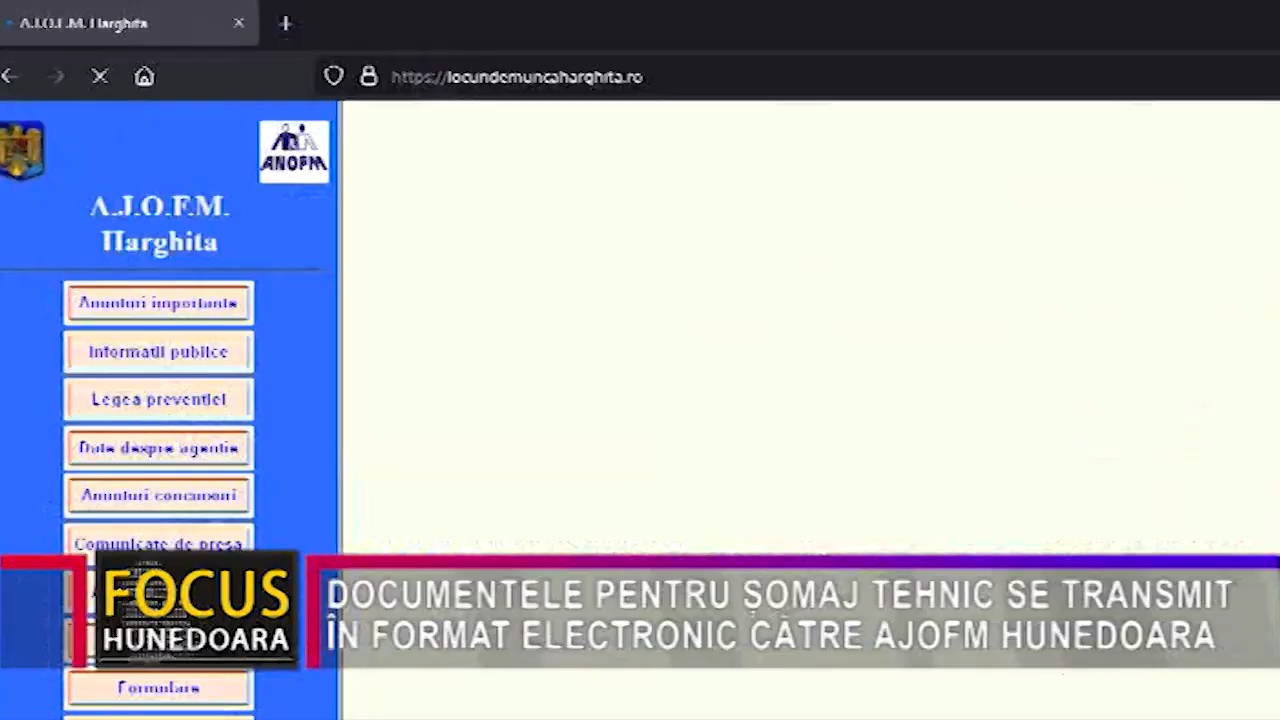 A.J.O.F.M. Harghita
https://locundemuncaharghita.ro
ANOFM
A.J.O.F.M.
Harghita
Anunturi importante
Informatii publice
Legea preventiei
Date despre agentie
Anunturi concursuri
Comunicate de presa
FOCUS
HUNEDOARA
DOCUMENTELE PENTRU ȘOMAJ TEHNIC SE TRANSMIT
ÎN FORMAT ELECTRONIC CĂTRE AJOFM HUNEDOARA
Formulare